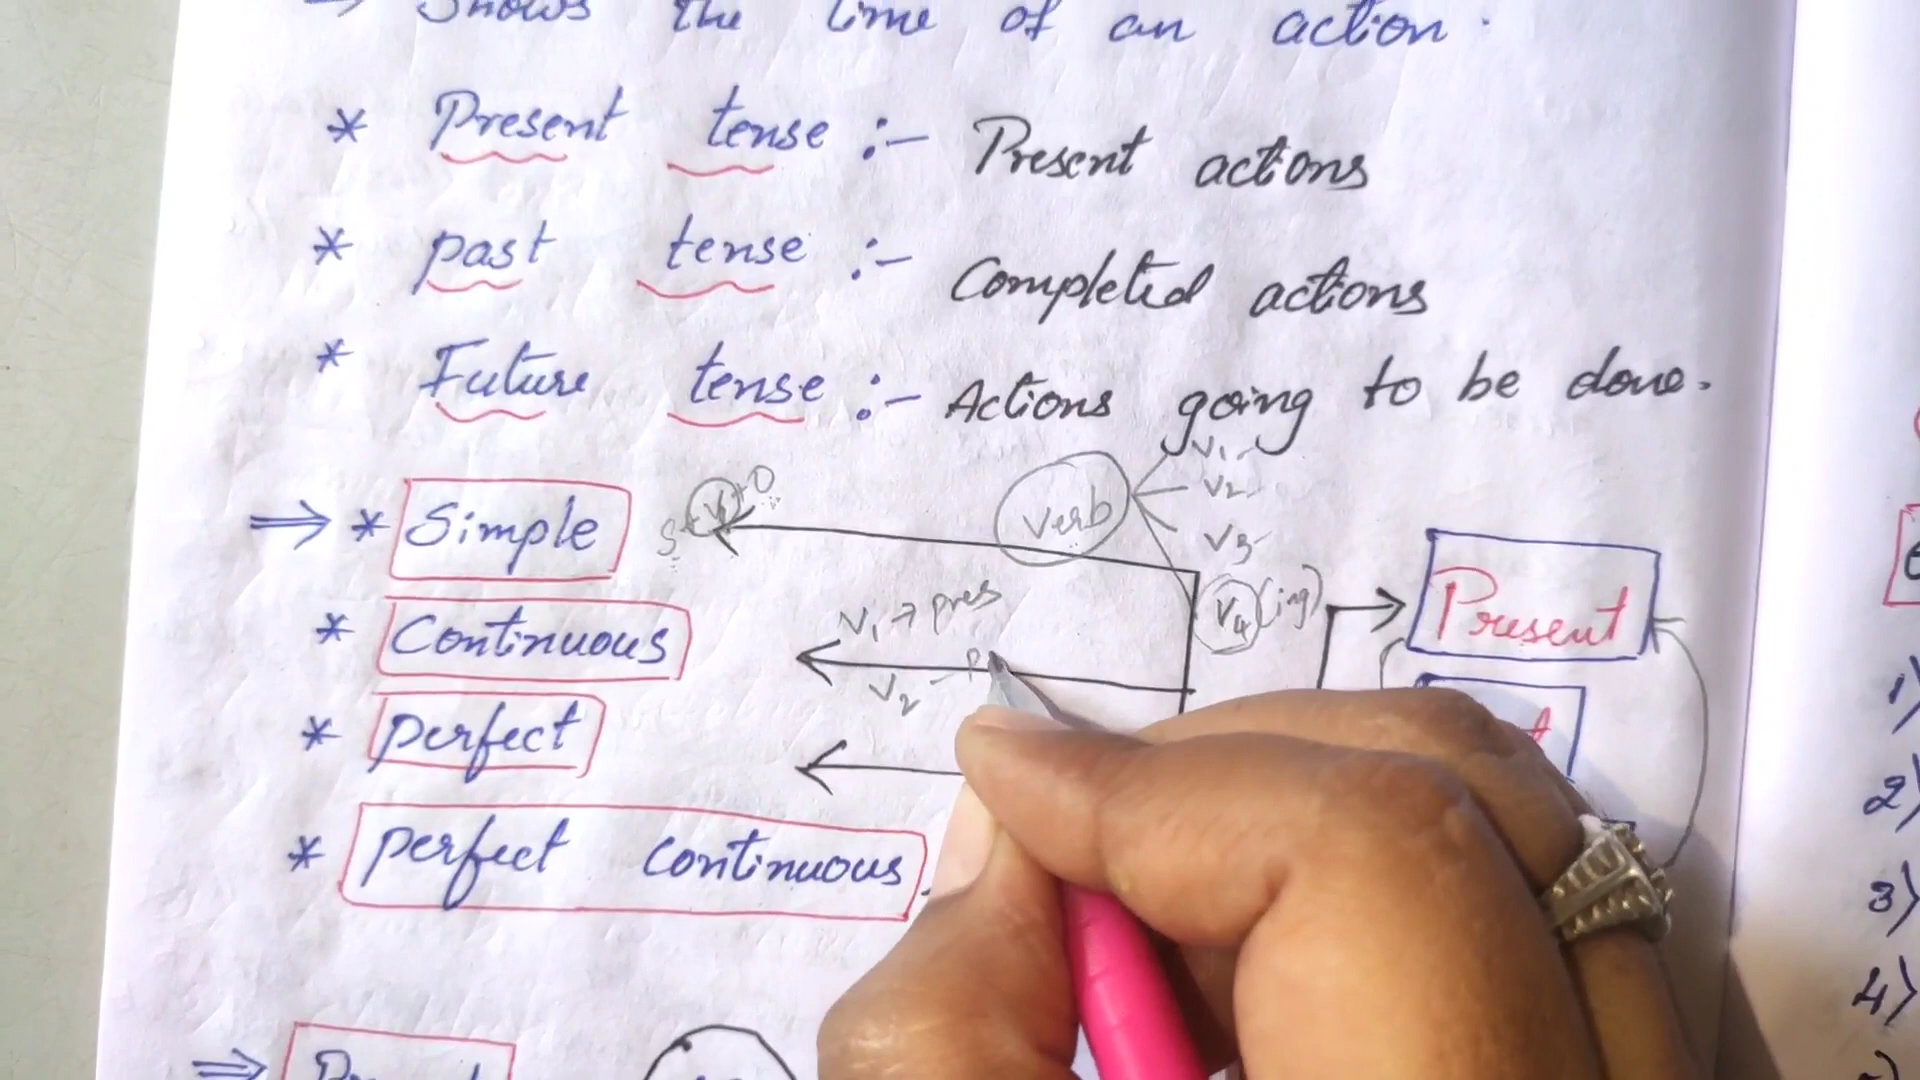 ⇒ Shows the time of an action.
* Present tense :- Present actions
* past tense :- Completed actions
* Future tense :- Actions going to be done.
⇒ * Simple
S+V+O
Verb
V1
V2
V3
V4 (ing)
* Continuous
V1 → pres
V2 - P
* perfect
* perfect continuous.
Present
1)
2)
3)
4)